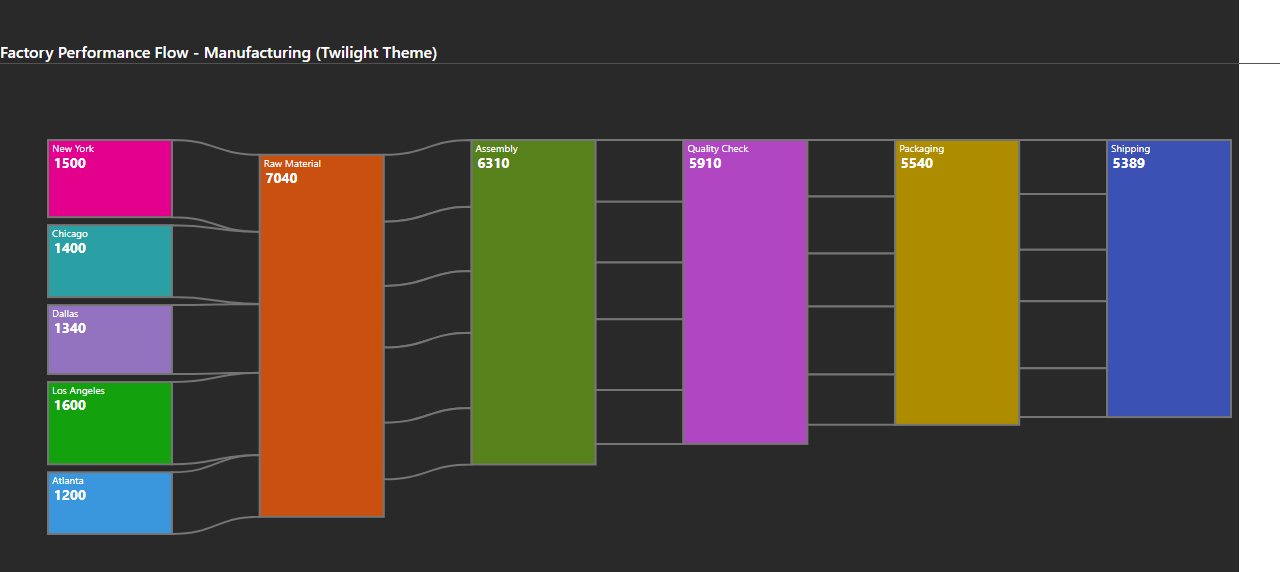 Factory Performance Flow - Manufacturing (Twilight Theme)
New York
1500
Chicago
1400
Dallas
1340
Los Angeles
1600
Atlanta
1200
Raw Material
7040
Assembly
6310
Quality Check
5910
Packaging
5540
Shipping
5389